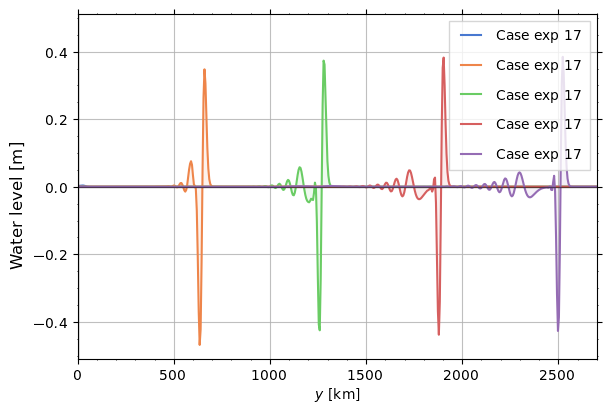 Case exp 17
Case exp 17
Case exp 17
Case exp 17
Case exp 17
Water level [m]
0.4
0.2
0.0
−0.2
−0.4
0 500 1000 1500 2000 2500
y [km]